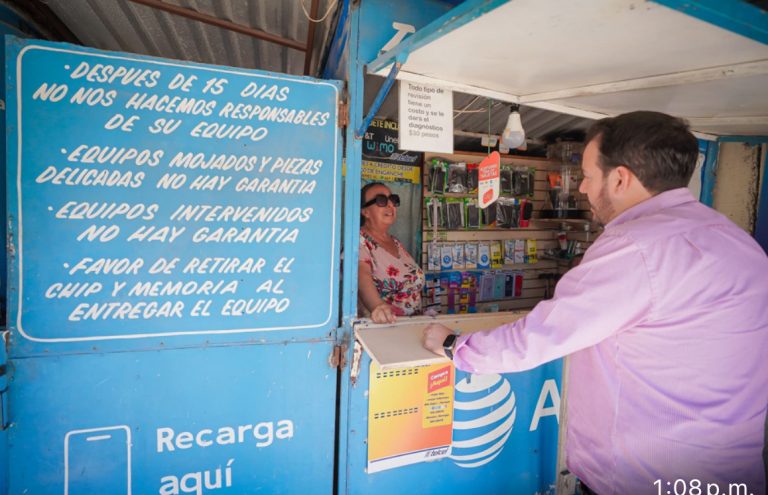 • DESPUES DE 15 DIAS
NO NOS HACEMOS RESPONSABLES
DE SU EQUIPO
• EQUIPOS MOJADOS Y PIEZAS
DELICADAS NO HAY GARANTIA
• EQUIPOS INTERVENIDOS
NO HAY GARANTIA
• FAVOR DE RETIRAR EL
CHIP Y MEMORIA AL
ENTREGAR EL EQUIPO
Recarga
aquí
Todo tipo de
revisión
tiene un
costo y se le
dará el
diagnóstico
$30 pesos
Compra
¡Aquí!
telcel
A
1:08 p.m.